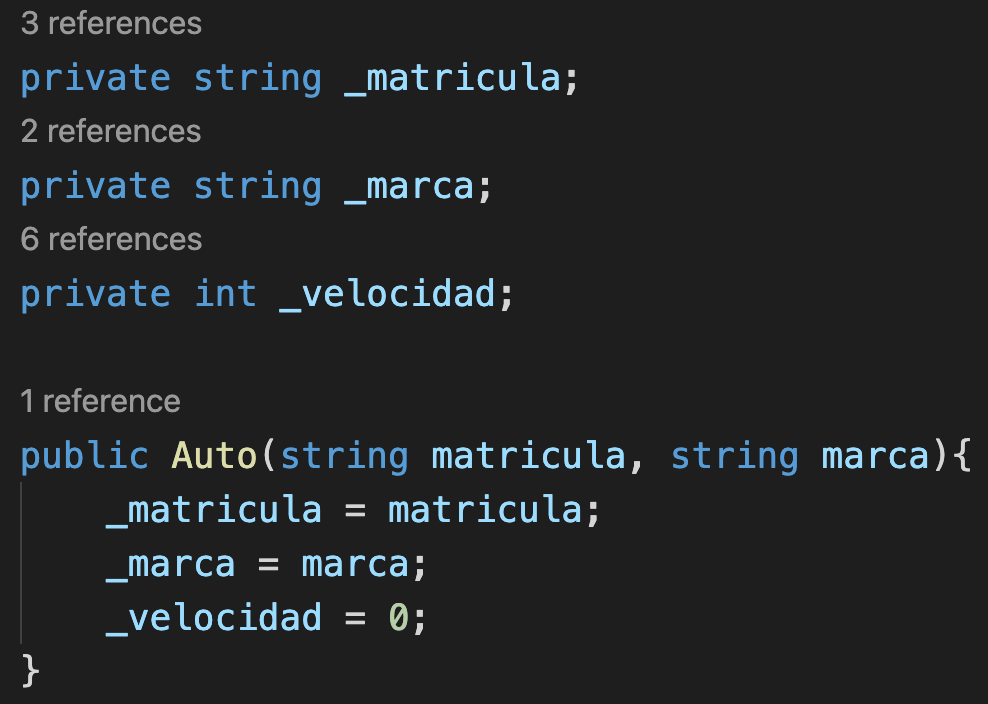 3 references
private string _matricula;
2 references
private string _marca;
6 references
private int _velocidad;
1 reference
public Auto(string matricula, string marca){
_matricula = matricula;
_marca = marca;
_velocidad = 0;
}